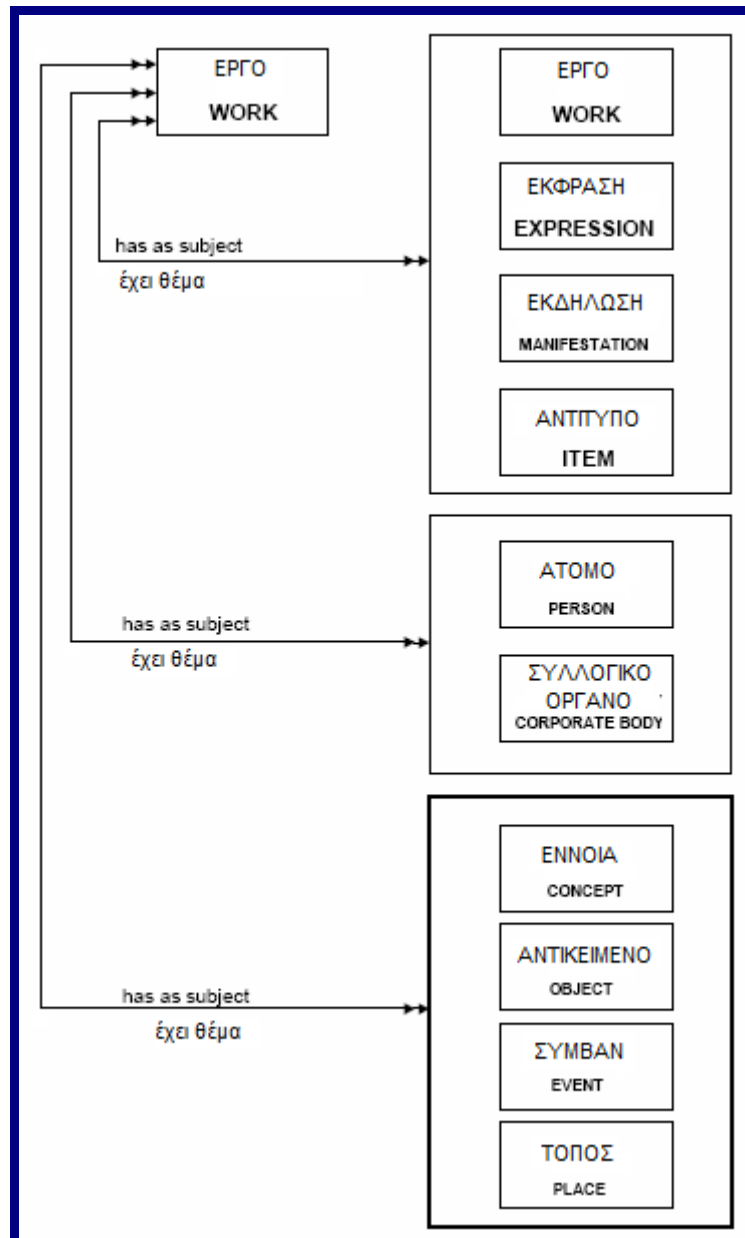 ΕΡΓΟ
WORK
has as subject
έχει θέμα
ΕΡΓΟ
WORK
ΕΚΦΡΑΣΗ
EXPRESSION
ΕΚΔΗΛΩΣΗ
MANIFESTATION
ΑΝΤΙΤΥΠΟ
ITEM
has as subject
έχει θέμα
ΑΤΟΜΟ
PERSON
ΣΥΛΛΟΓΙΚΟ
ΟΡΓΑΝΟ
CORPORATE BODY
has as subject
έχει θέμα
ΕΝΝΟΙΑ
CONCEPT
ΑΝΤΙΚΕΙΜΕΝΟ
OBJECT
ΣΥΜΒΑΝ
EVENT
ΤΟΠΟΣ
PLACE